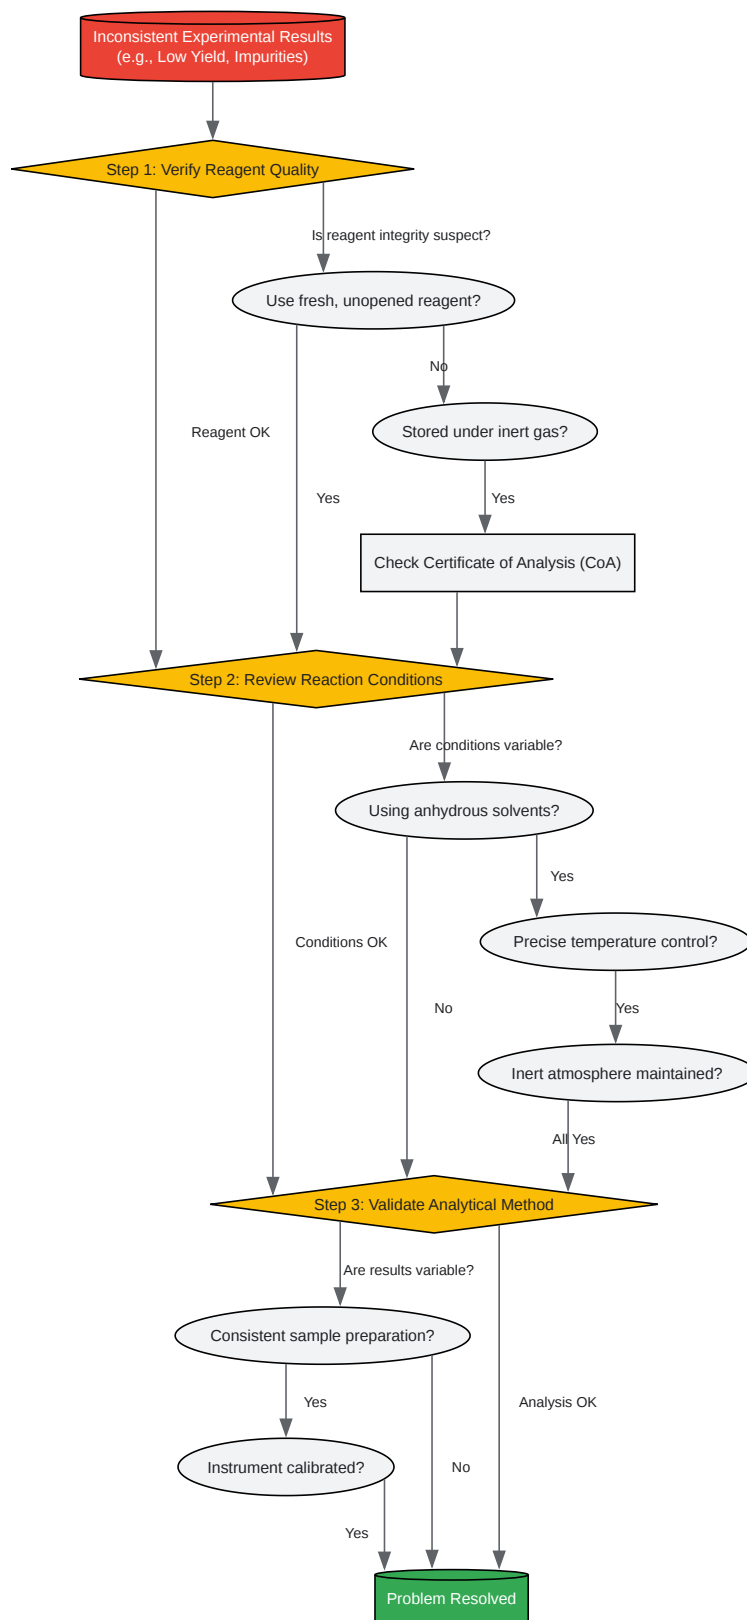 Inconsistent Experimental Results
(e.g., Low Yield, Impurities)
Step 1: Verify Reagent Quality
Is reagent integrity suspect?
Use fresh, unopened reagent?
No
Stored under inert gas?
Reagent OK
Yes
Yes
Check Certificate of Analysis (CoA)
Step 2: Review Reaction Conditions
Are conditions variable?
Using anhydrous solvents?
Yes
Precise temperature control?
Conditions OK
No
Yes
Inert atmosphere maintained?
All Yes
Step 3: Validate Analytical Method
Are results variable?
Consistent sample preparation?
Yes
Analysis OK
Instrument calibrated?
No
Yes
Problem Resolved